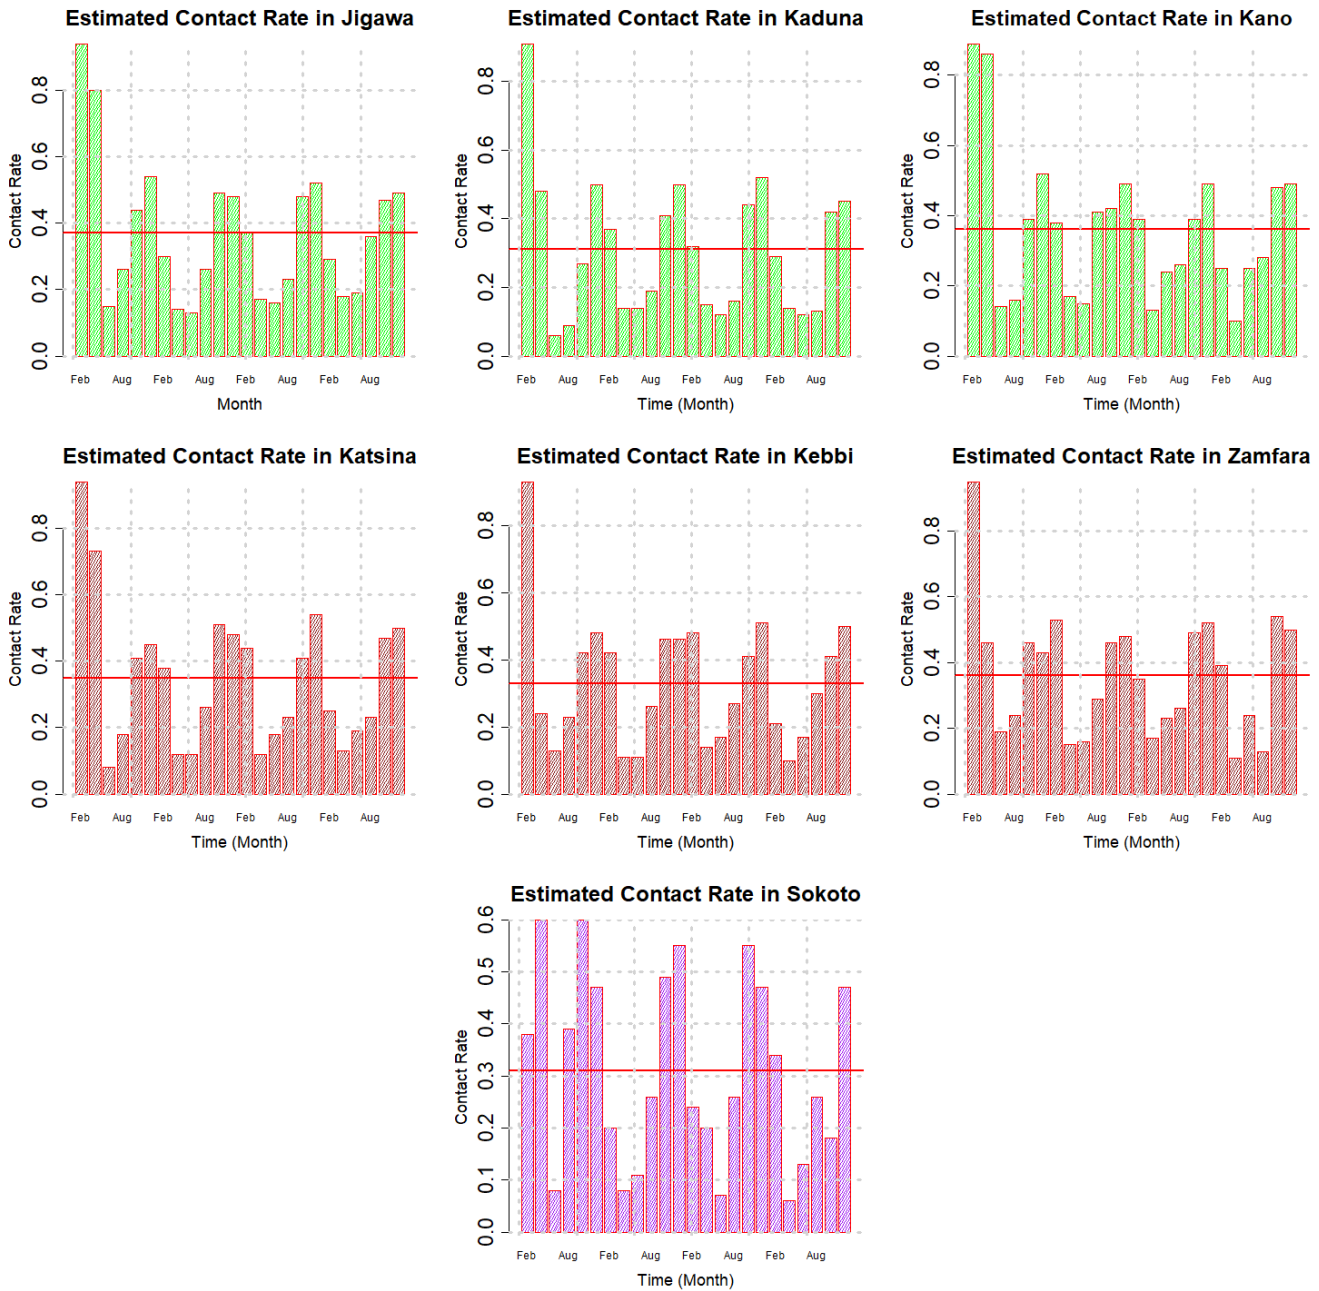 Estimated Contact Rate in Jigawa
Contact Rate
0.0 0.2 0.4 0.6 0.8
Feb Aug Feb Aug Feb Aug Feb Aug
Month
Estimated Contact Rate in Kaduna
Contact Rate
0.0 0.2 0.4 0.6 0.8
Feb Aug Feb Aug Feb Aug Feb Aug
Time (Month)
Estimated Contact Rate in Kano
Contact Rate
0.0 0.2 0.4 0.6 0.8
Feb Aug Feb Aug Feb Aug Feb Aug
Time (Month)
Estimated Contact Rate in Katsina
Contact Rate
0.0 0.2 0.4 0.6 0.8
Feb Aug Feb Aug Feb Aug Feb Aug
Time (Month)
Estimated Contact Rate in Kebbi
Contact Rate
0.0 0.2 0.4 0.6 0.8
Feb Aug Feb Aug Feb Aug Feb Aug
Time (Month)
Estimated Contact Rate in Zamfara
Contact Rate
0.0 0.2 0.4 0.6 0.8
Feb Aug Feb Aug Feb Aug Feb Aug
Time (Month)
Estimated Contact Rate in Sokoto
Contact Rate
0.0 0.1 0.2 0.3 0.4 0.5 0.6
Feb Aug Feb Aug Feb Aug Feb Aug
Time (Month)